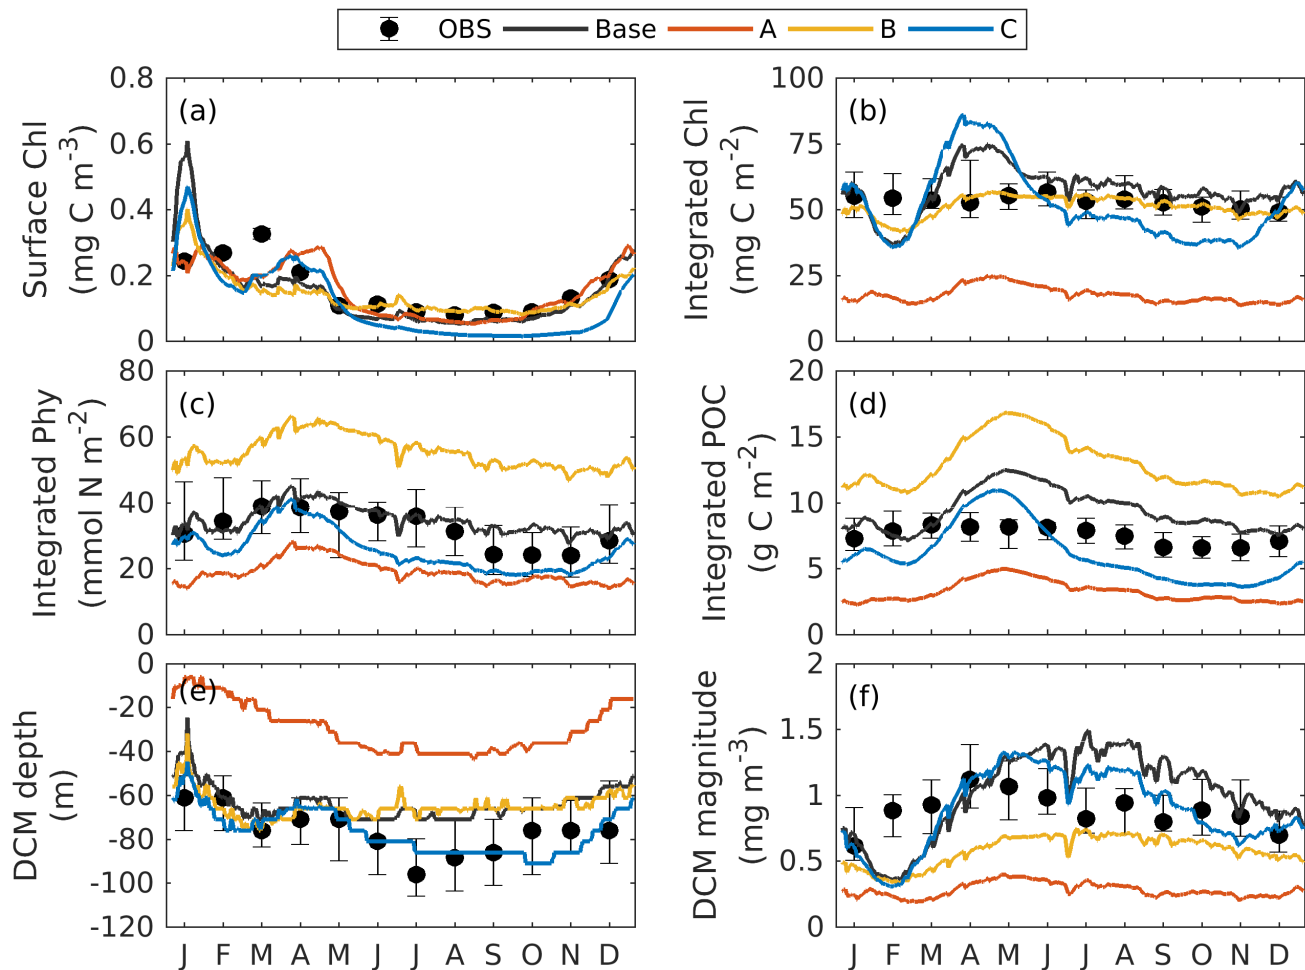 OBS Base A B C
(a)
Surface Chl
(mg C m-3)
0.8
0.6
0.4
0.2
0
(b)
Integrated Chl
(mg C m-2)
100
75
50
25
0
(c)
Integrated Phy
(mmol N m-2)
80
60
40
20
0
(d)
Integrated POC
(g C m-2)
20
15
10
5
0
(e)
DCM depth
(m)
0
-20
-40
-60
-80
-100
-120
J F M A M J J A S O N D
(f)
DCM magnitude
(mg m-3)
2
1.5
1
0.5
0
J F M A M J J A S O N D